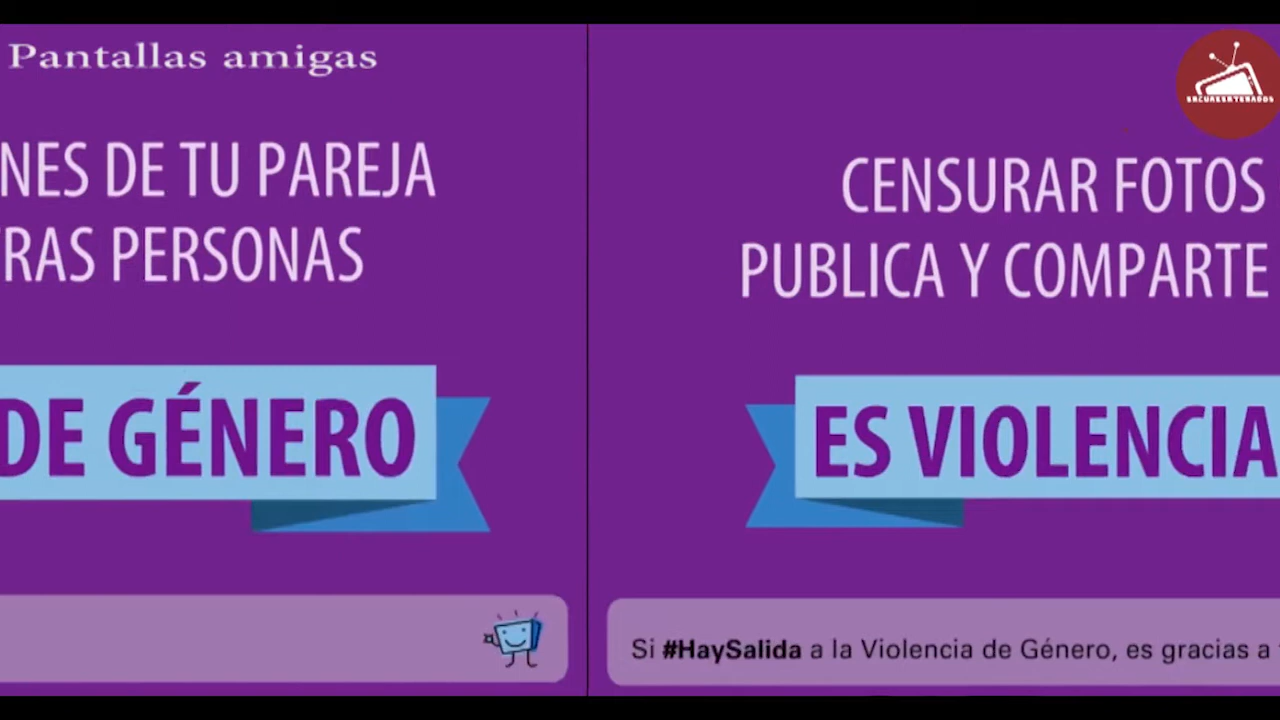 Pantallas amigas
NES DE TU PAREJA
RAS PERSONAS
DE GÉNERO
CENSURAR FOTOS
PUBLICA Y COMPARTE
ES VIOLENCIA
Si #HaySalida a la Violencia de Género, es gracias a